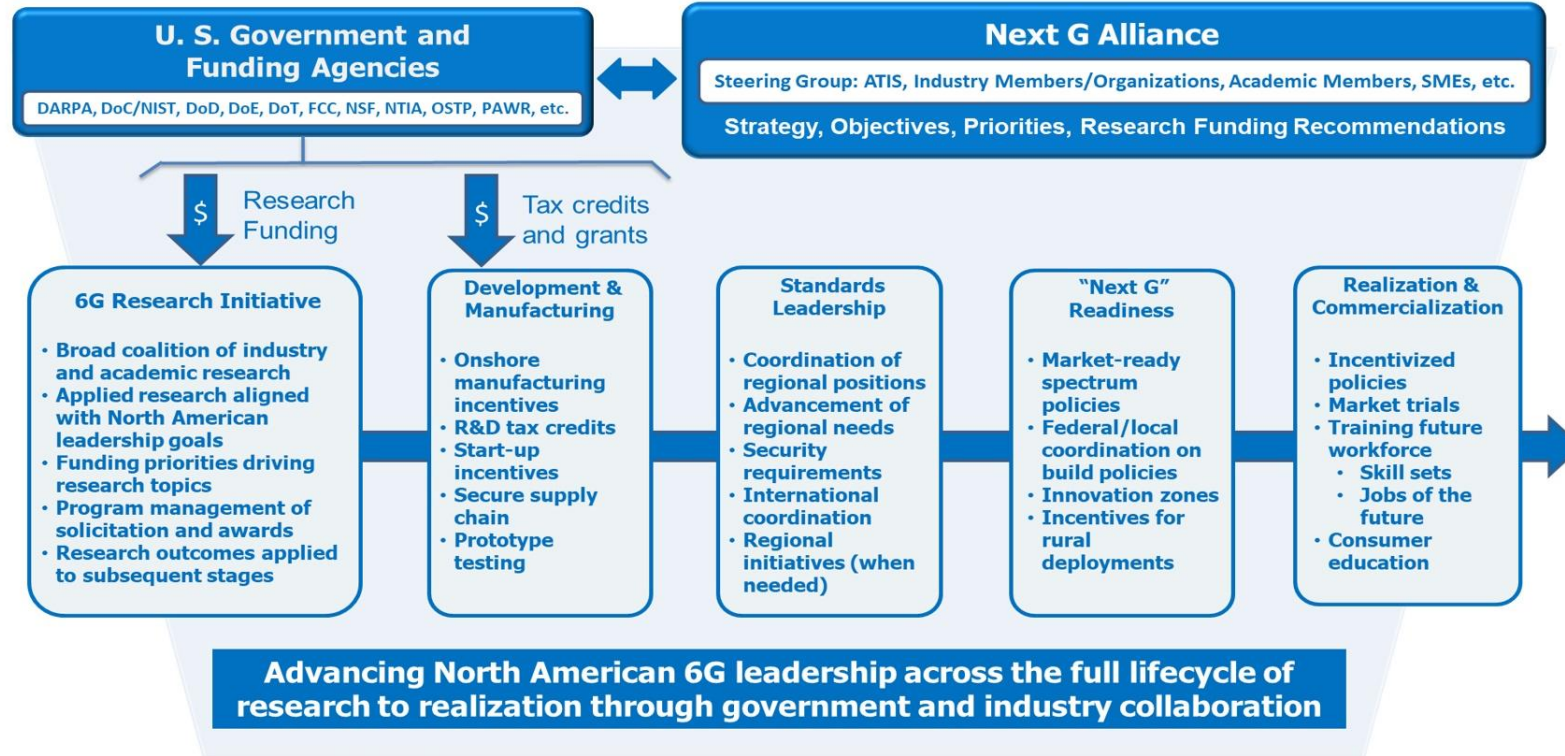 U. S. Government and
Funding Agencies
DARPA, DoC/NIST, DoD, DoE, DoT, FCC, NSF, NTIA, OSTP, PAWR, etc.
Next G Alliance
Steering Group: ATIS, Industry Members/Organizations, Academic Members, SMEs, etc.
Strategy, Objectives, Priorities, Research Funding Recommendations
$
Research
Funding
$
Tax credits
and grants
6G Research Initiative
• Broad coalition of industry
and academic research
• Applied research aligned
with North American
leadership goals
• Funding priorities driving
research topics
• Program management of
solicitation and awards
• Research outcomes applied
to subsequent stages
Development &
Manufacturing
• Onshore
manufacturing
incentives
• R&D tax credits
• Start-up
incentives
• Secure supply
chain
• Prototype
testing
Standards
Leadership
• Coordination of
regional positions
• Advancement of
regional needs
• Security
requirements
• International
coordination
• Regional
initiatives (when
needed)
“Next G”
Readiness
• Market-ready
spectrum
policies
• Federal/local
coordination on
build policies
• Innovation zones
• Incentives for
rural
deployments
Realization &
Commercialization
• Incentivized
policies
• Market trials
• Training future
workforce
• Skill sets
• Jobs of the
future
• Consumer
education
Advancing North American 6G leadership across the full lifecycle of
research to realization through government and industry collaboration